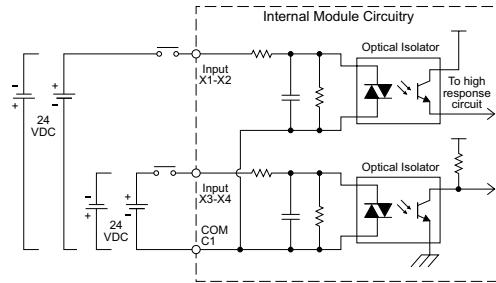 Internal Module Circuitry
Optical Isolator
Input
X1-X2
To high
response
circuit
-
+
+
-
24
VDC
Optical Isolator
Input
X3-X4
-
+
+
-
24
VDC
COM
C1